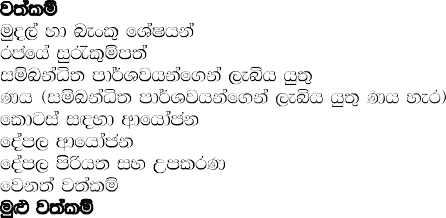 වත්කම්
මුදල් හා බැංකු ශේෂයන්
රජයේ සුරැකුම්පත්
සම්බන්ධිත පාර්ශවයන්ගෙන් ලැබිය යුතු
ණය (සම්බන්ධිත පාර්ශවයන්ගෙන් ලැබිය යුතු ණය හැර)
කොටස් සඳහා ආයෝජන
දේපල ආයෝජන
දේපල පිරියත සහ උපකරණ
වෙනත් වත්කම්
මුළු වත්කම්